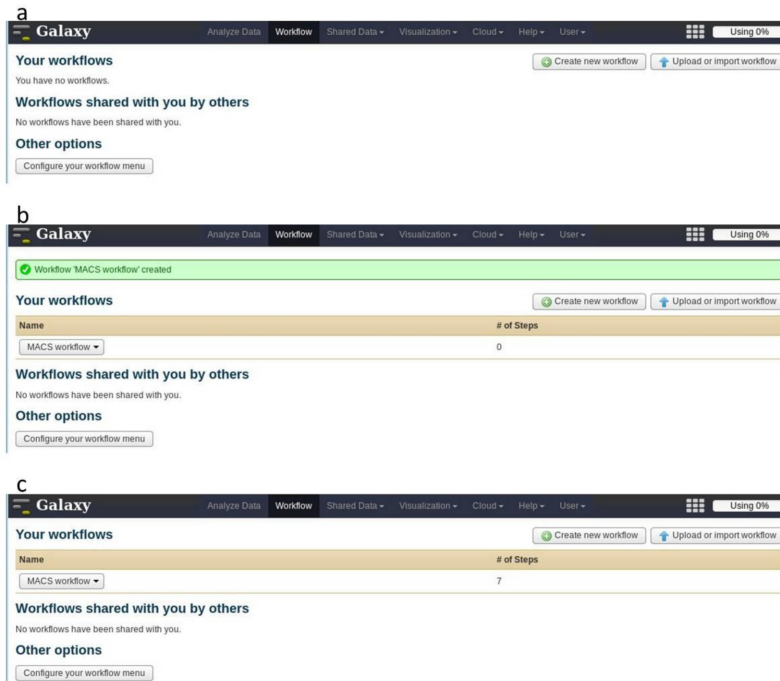 a
Galaxy Analyze Data Workflow Shared Data Visualization Cloud Help User Using 0%
Your workflows Create new workflow Upload or import workflow
You have no workflows.
Workflows shared with you by others
No workflows have been shared with you.
Other options
Configure your workflow menu
b
Galaxy Analyze Data Workflow Shared Data Visualization Cloud Help User Using 0%
Workflow 'MACS workflow' created
Your workflows Create new workflow Upload or import workflow
Name # of Steps
MACS workflow 0
Workflows shared with you by others
No workflows have been shared with you.
Other options
Configure your workflow menu
c
Galaxy Analyze Data Workflow Shared Data Visualization Cloud Help User Using 0%
Your workflows Create new workflow Upload or import workflow
Name # of Steps
MACS workflow 7
Workflows shared with you by others
No workflows have been shared with you.
Other options
Configure your workflow menu